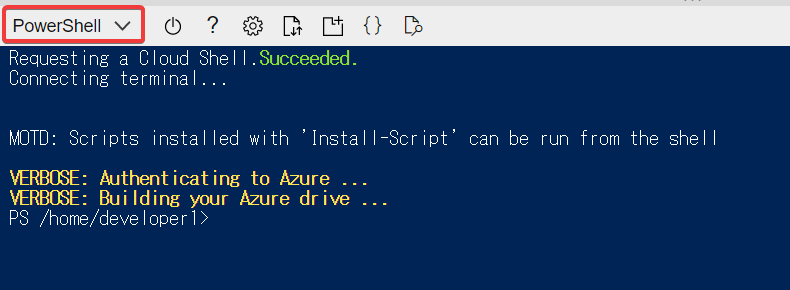 PowerShell
?
{}
Requesting a Cloud Shell.Succeeded.
Connecting terminal...
MOTD: Scripts installed with 'Install-Script' can be run from the shell
VERBOSE: Authenticating to Azure ...
VERBOSE: Building your Azure drive ...
PS /home/developer1>